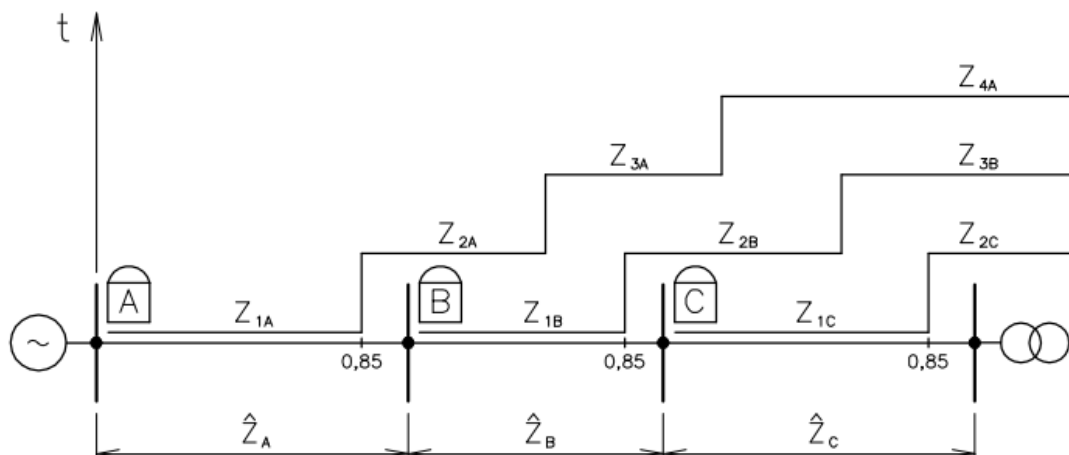 t
Z4A
Z3A
Z3B
Z2A
Z2B
Z2C
A
B
C
Z1A
Z1B
Z1C
~
0,85
0,85
0,85
ẐA
ẐB
ẐC